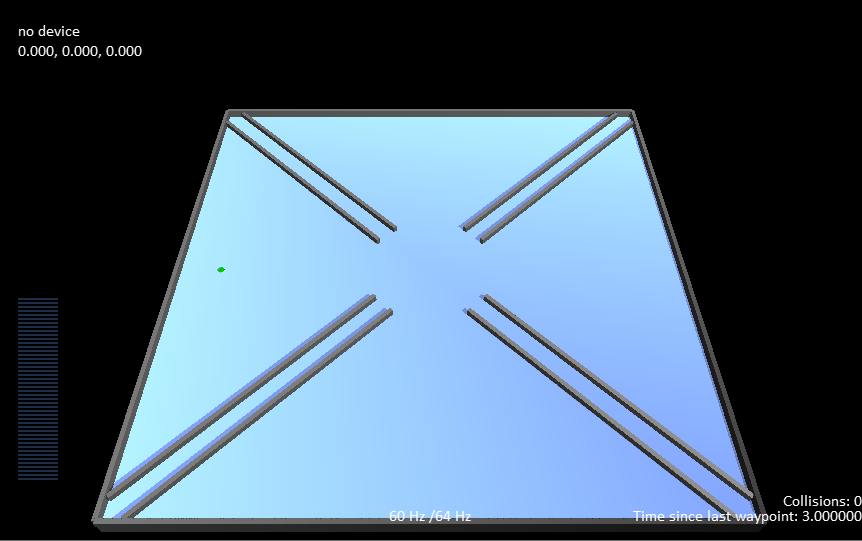 no device
0.000, 0.000, 0.000
Collisions: 0
60 Hz /64 Hz
Time since last waypoint: 3.000000